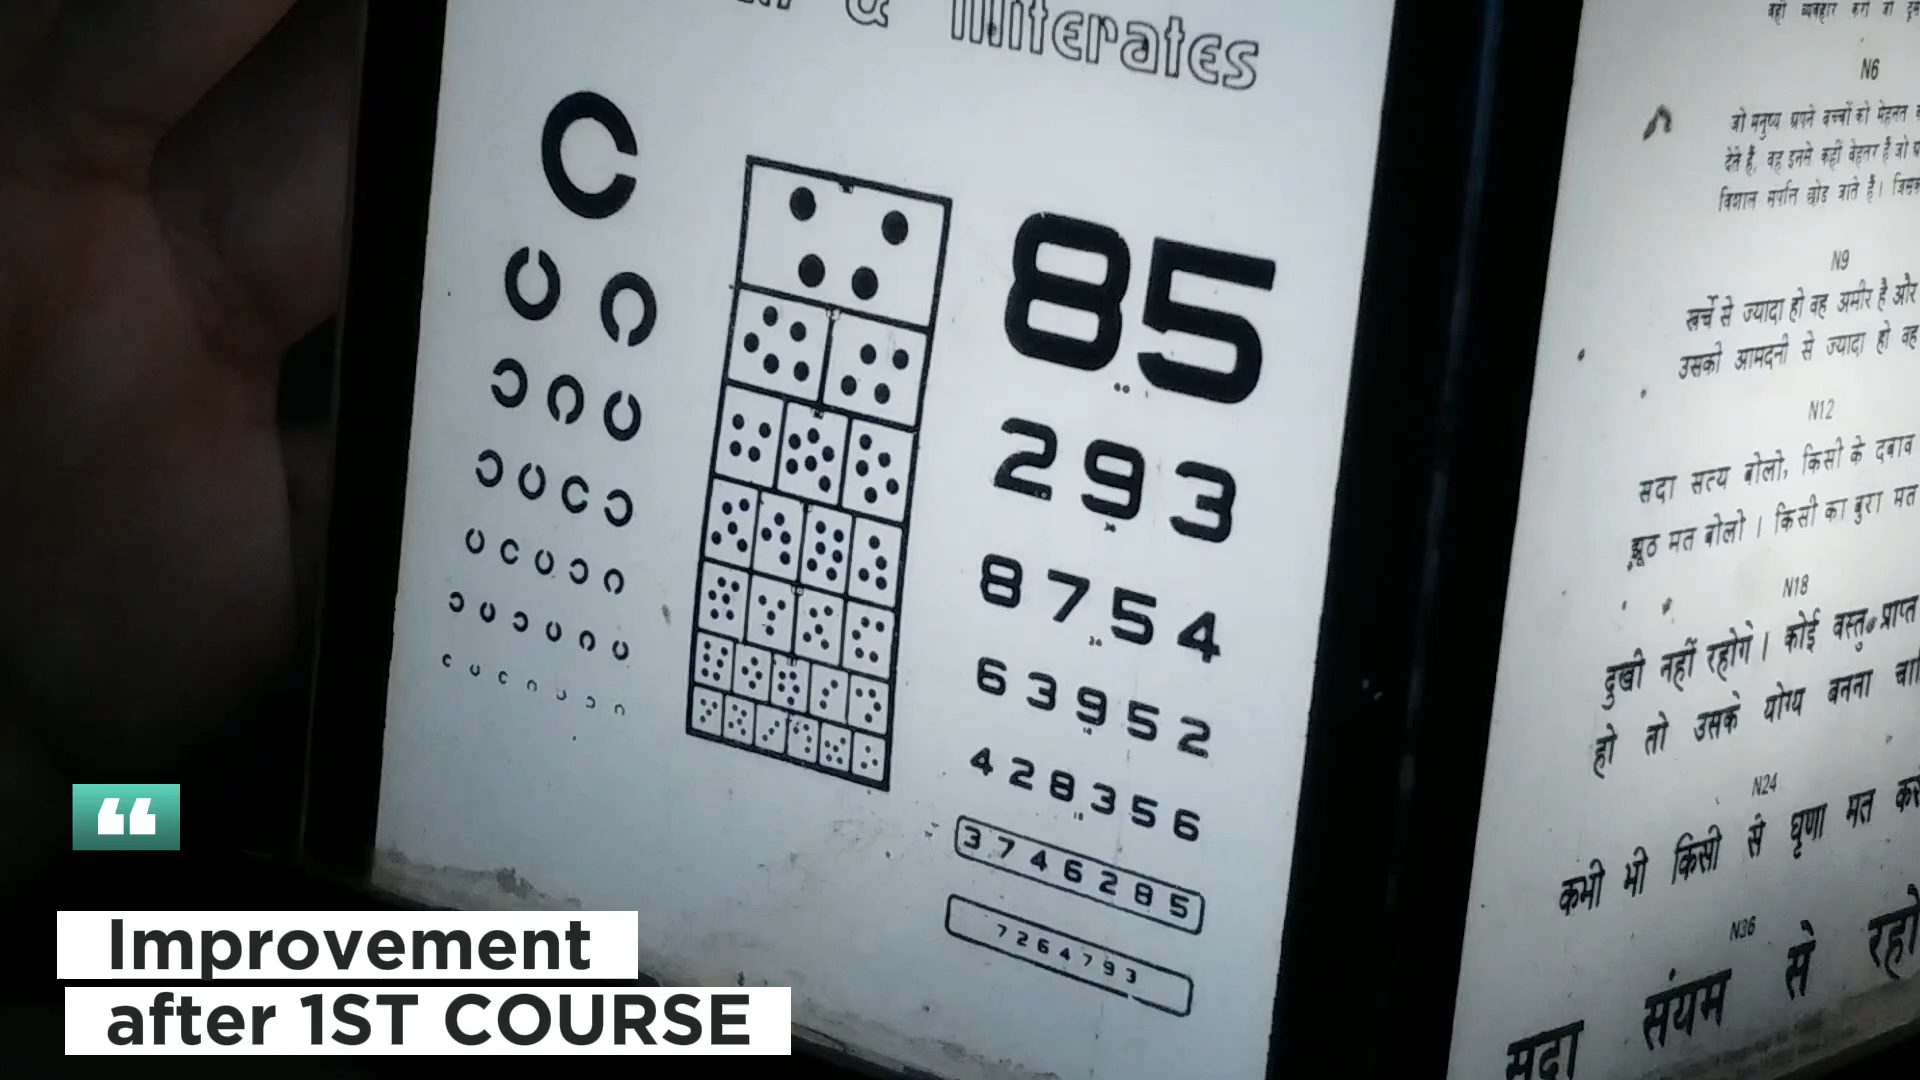 & Illiterates
85
293
8754
63952
428356
3746285
7264793
N6
जो मनुष्य अपने बच्चों को मेहनत
देते हैं, वह इनसे कहीं बेहतर हैं जो
विशाल छोड जाते हैं।
N9
खर्चे से ज्यादा हो वह अमीर है और
उसकी आमदनी से ज्यादा हो वह
N12
सदा सत्य बोलो, किसी के दबाव
झूठ मत बोलो । किसी का बुरा मत
N18
दुखी नहीं रहोगे । कोई वस्तु प्राप्त
हो तो उसके योग्य बनना
N24
कभी भी किसी से घृणा मत
N36
सदा संयम से रहो
Improvement
after 1ST COURSE